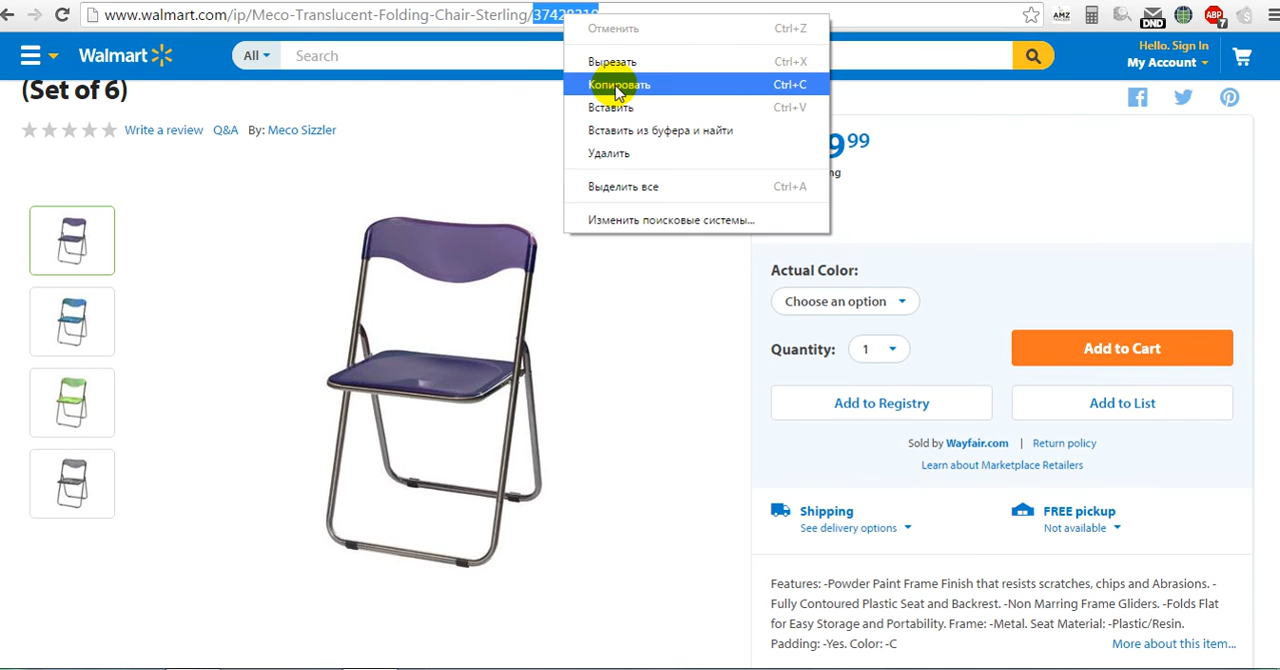 www.walmart.com/ip/Meco-Translucent-Folding-Chair-Sterling/37428319
AMZ
DND
ABP
7
Walmart
All
Search
Hello. Sign In
My Account
(Set of 6)
Write a review Q&A By: Meco Sizzler
Отменить Ctrl+Z
Вырезать Ctrl+X
Копировать Ctrl+C
Вставить Ctrl+V
Вставить из буфера и найти
Удалить
Выделить все Ctrl+A
Изменить поисковые системы...
9 99
Actual Color:
Choose an option
Quantity: 1
Add to Cart
Add to Registry
Add to List
Sold by Wayfair.com | Return policy
Learn about Marketplace Retailers
Shipping
See delivery options
FREE pickup
Not available
Features: -Powder Paint Frame Finish that resists scratches, chips and Abrasions. -
Fully Contoured Plastic Seat and Backrest. -Non Marring Frame Gliders. -Folds Flat
for Easy Storage and Portability. Frame: -Metal. Seat Material: -Plastic/Resin.
Padding: -Yes. Color: -C
More about this item...